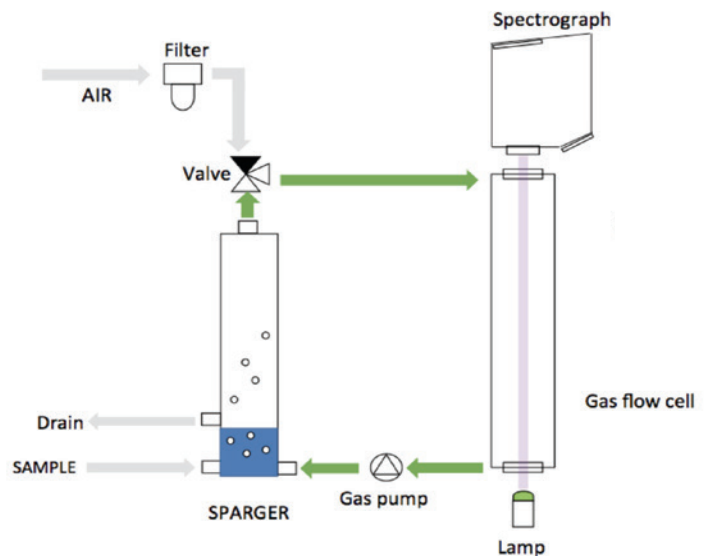 Spectrograph
Filter
AIR
Valve
Gas flow cell
Drain
SAMPLE
Gas pump
SPARGER
Lamp